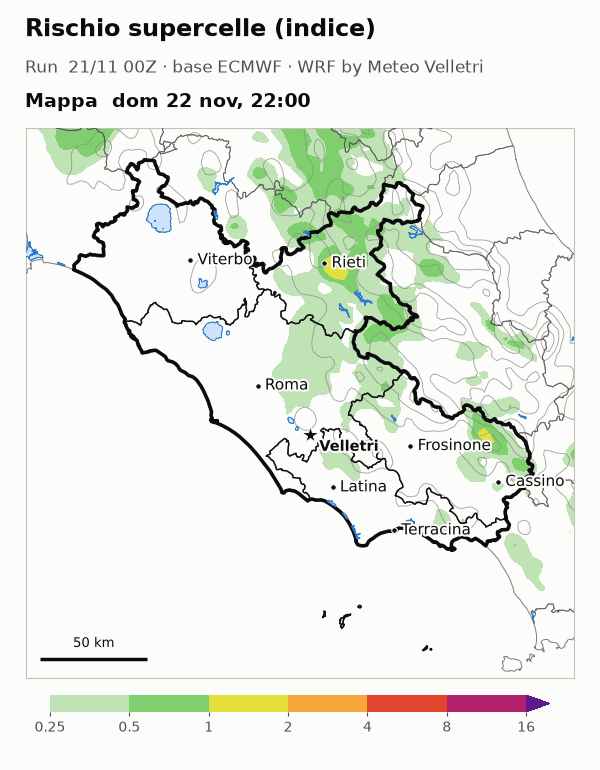 Rischio supercelle (indice)
Run  21/11 00Z · base ECMWF · WRF by Meteo Velletri
Mappa  dom 22 nov, 22:00
Viterbo
Rieti
Roma
Velletri
Frosinone
Cassino
Latina
Terracina
50 km
0.25 0.5 1 2 4 8 16